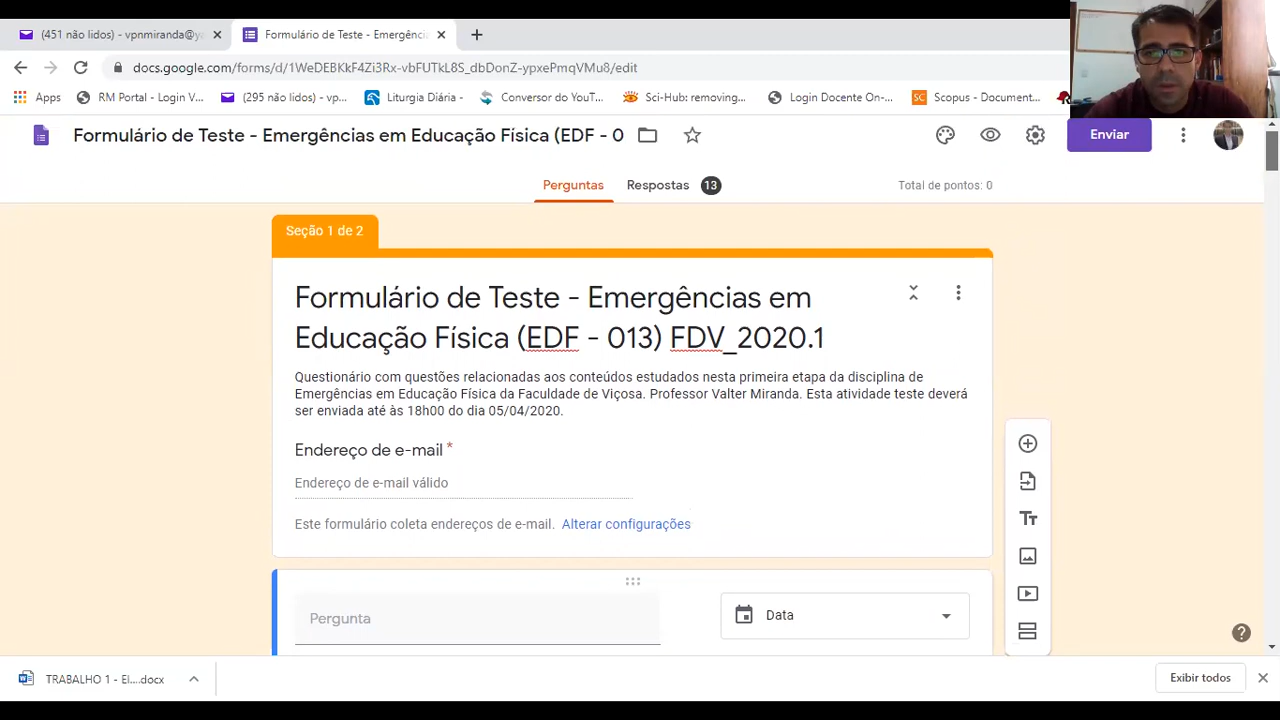 (451 não lidos) - vpnmiranda@y
Formulário de Teste - Emergênci
docs.google.com/forms/d/1WeDEBKkF4Zi3Rx-vbFUTkL8S_dbDonZ-ypxePmqVMu8/edit
Apps RM Portal - Login V... (295 não lidos) - vp... Liturgia Diária - Conversor do YouT... Sci-Hub: removing... Login Docente On-... Scopus - Document...
Formulário de Teste - Emergências em Educação Física (EDF - 0
Enviar
Perguntas Respostas 13
Total de pontos: 0
Seção 1 de 2
Formulário de Teste - Emergências em
Educação Física (EDF - 013) FDV_2020.1
Questionário com questões relacionadas aos conteúdos estudados nesta primeira etapa da disciplina de
Emergências em Educação Física da Faculdade de Viçosa. Professor Valter Miranda. Esta atividade teste deverá
ser enviada até às 18h00 do dia 05/04/2020.
Endereço de e-mail *
Endereço de e-mail válido
Este formulário coleta endereços de e-mail. Alterar configurações
Pergunta
Data
TRABALHO 1 - El....docx
Exibir todos